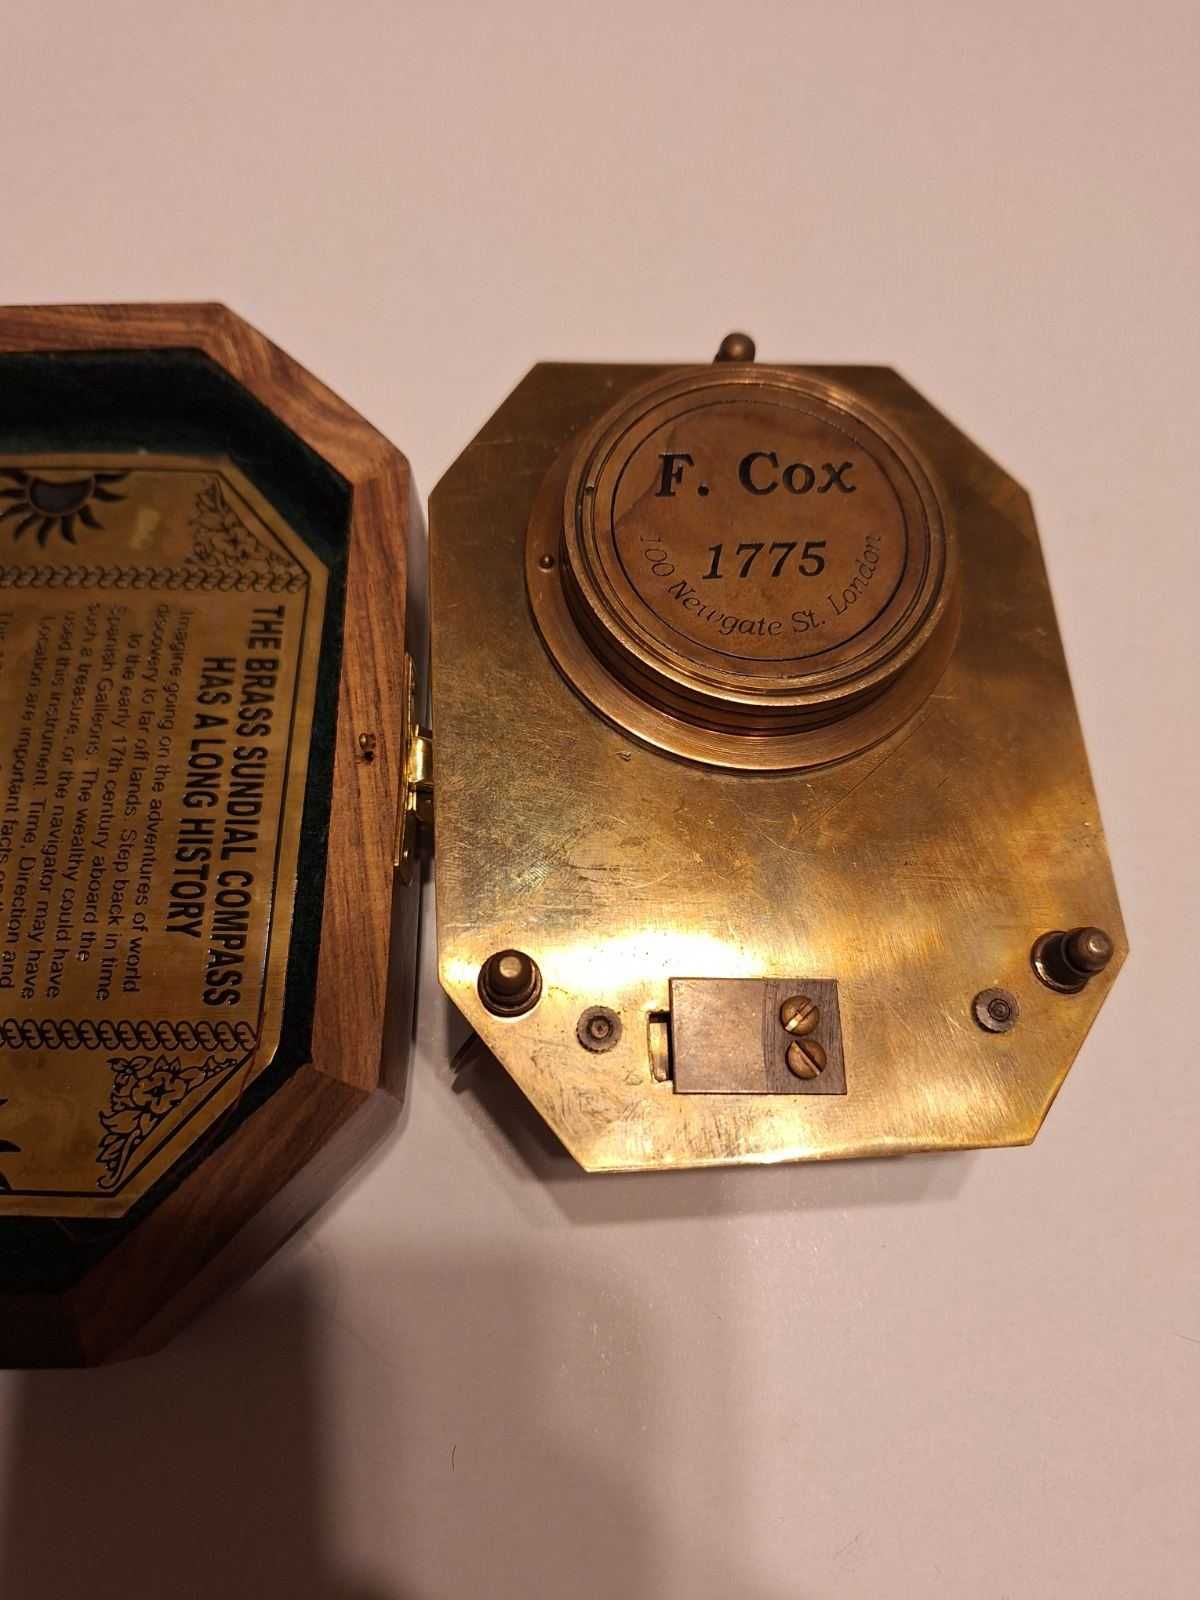 THE BRASS SUNDIAL COMPASS
HAS A LONG HISTORY
Imagine going on the adventures of world
discovery to far off lands. Step back in time
to the early 17th century aboard the
Spanish Galleons. The wealthy could have
such a treasure, or the navigator may have
used this instrument. Time, Direction and
Location are important facts
F. Cox
1775
100 Newgate St. London